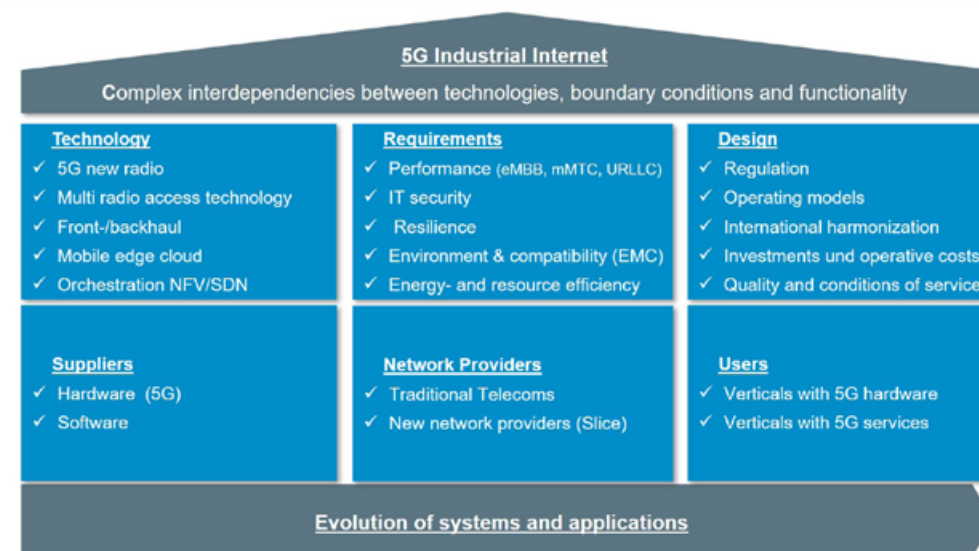 5G Industrial Internet
Complex interdependencies between technologies, boundary conditions and functionality
Technology
✓ 5G new radio
✓ Multi radio access technology
✓ Front-/backhaul
✓ Mobile edge cloud
✓ Orchestration NFV/SDN
Requirements
✓ Performance (eMBB, mMTC, URLLC)
✓ IT security
✓ Resilience
✓ Environment & compatibility (EMC)
✓ Energy- and resource efficiency
Design
✓ Regulation
✓ Operating models
✓ International harmonization
✓ Investments und operative costs
✓ Quality and conditions of service
Suppliers
✓ Hardware (5G)
✓ Software
Network Providers
✓ Traditional Telecoms
✓ New network providers (Slice)
Users
✓ Verticals with 5G hardware
✓ Verticals with 5G services
Evolution of systems and applications